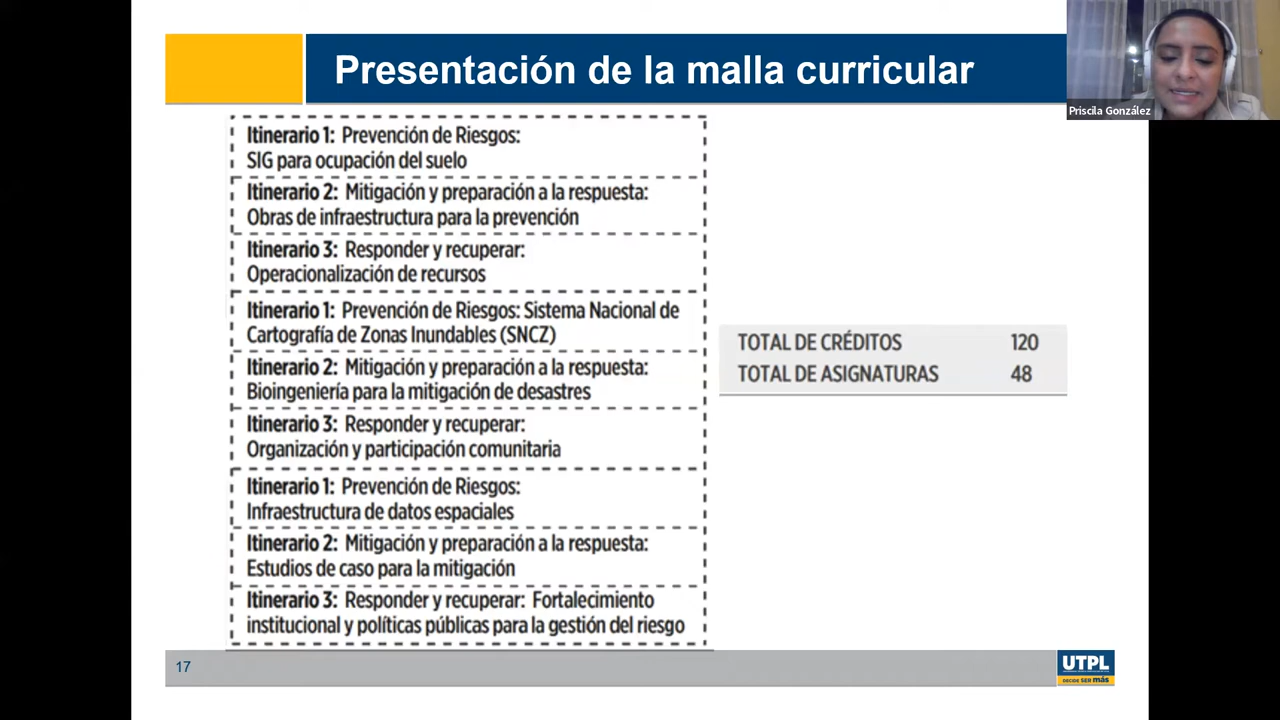 Presentación de la malla curricular
Priscila González
Itinerario 1: Prevención de Riesgos:
SIG para ocupación del suelo
Itinerario 2: Mitigación y preparación a la respuesta:
Obras de infraestructura para la prevención
Itinerario 3: Responder y recuperar:
Operacionalización de recursos
Itinerario 1: Prevención de Riesgos: Sistema Nacional de
Cartografía de Zonas Inundables (SNCZ)
Itinerario 2: Mitigación y preparación a la respuesta:
Bioingeniería para la mitigación de desastres
Itinerario 3: Responder y recuperar:
Organización y participación comunitaria
Itinerario 1: Prevención de Riesgos:
Infraestructura de datos espaciales
Itinerario 2: Mitigación y preparación a la respuesta:
Estudios de caso para la mitigación
Itinerario 3: Responder y recuperar: Fortalecimiento
institucional y políticas públicas para la gestión del riesgo
TOTAL DE CRÉDITOS 120
TOTAL DE ASIGNATURAS 48
17
UTPL
DECIDE SER más